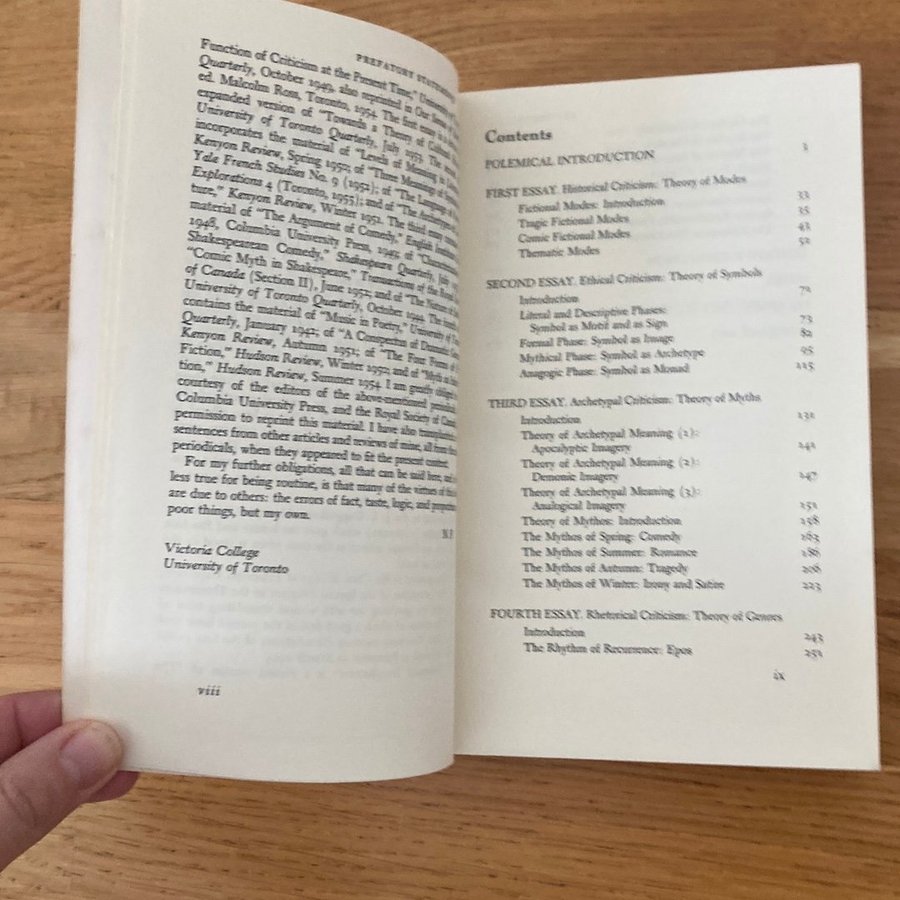 PREFATORY
Function of Criticism at the Present Time,"
Quarterly, October 1949, also reprinted in Our
ed. Malcolm Ross, Toronto, 1954. The first essay is
expanded version of "Towards a Theory of
University of Toronto Quarterly, July 1953. The
incorporates the material of "Levels of Meaning in
Kenyon Review, Spring 1950; of "Three Meanings of
Yale French Studies No. 9 (1952); of "The Language of
Explorations 4 (Toronto, 1955); and of "The
ture," Kenyon Review, Winter 1951. The third essay
material of "The Argument of Comedy," English
1948, Columbia University Press, 1949; of
Shakespearean Comedy," Shakespeare Quarterly, July
"Comic Myth in Shakespeare," Transactions of the Royal
of Canada (Section II), June 1952; and of "The Nature of
University of Toronto Quarterly, October 1942. The fourth
contains the material of "Music in Poetry," University of
Quarterly, January 1942; of "A Conspectus of Dramatic
Kenyon Review, Autumn 1951; of "The Four Forms of
Fiction," Hudson Review, Winter 1950; and of "Myth as
tion," Hudson Review, Summer 1954. I am greatly obliged
courtesy of the editors of the above-mentioned
Columbia University Press, and the Royal Society of
permission to reprint this material. I have also
sentences from other articles and reviews of mine, all from
periodicals, when they appeared to fit the present context.
For my further obligations, all that can be said here, and
less true for being routine, is that many of the virtues of this
are due to others: the errors of fact, taste, logic, and
poor things, but my own.
N.F.
Victoria College
University of Toronto
viii
Contents
POLEMICAL INTRODUCTION 3
FIRST ESSAY. Historical Criticism: Theory of Modes
Fictional Modes: Introduction 33
Tragic Fictional Modes 35
Comic Fictional Modes 43
Thematic Modes 52
SECOND ESSAY. Ethical Criticism: Theory of Symbols
Introduction 71
Literal and Descriptive Phases:
Symbol as Motif and as Sign 73
Formal Phase: Symbol as Image 82
Mythical Phase: Symbol as Archetype 95
Anagogic Phase: Symbol as Monad 115
THIRD ESSAY. Archetypal Criticism: Theory of Myths
Introduction 131
Theory of Archetypal Meaning (1):
Apocalyptic Imagery 141
Theory of Archetypal Meaning (2):
Demonic Imagery 147
Theory of Archetypal Meaning (3):
Analogical Imagery 151
Theory of Mythos: Introduction 158
The Mythos of Spring: Comedy 163
The Mythos of Summer: Romance 186
The Mythos of Autumn: Tragedy 206
The Mythos of Winter: Irony and Satire 223
FOURTH ESSAY. Rhetorical Criticism: Theory of Genres
Introduction 243
The Rhythm of Recurrence: Epos 251
ix